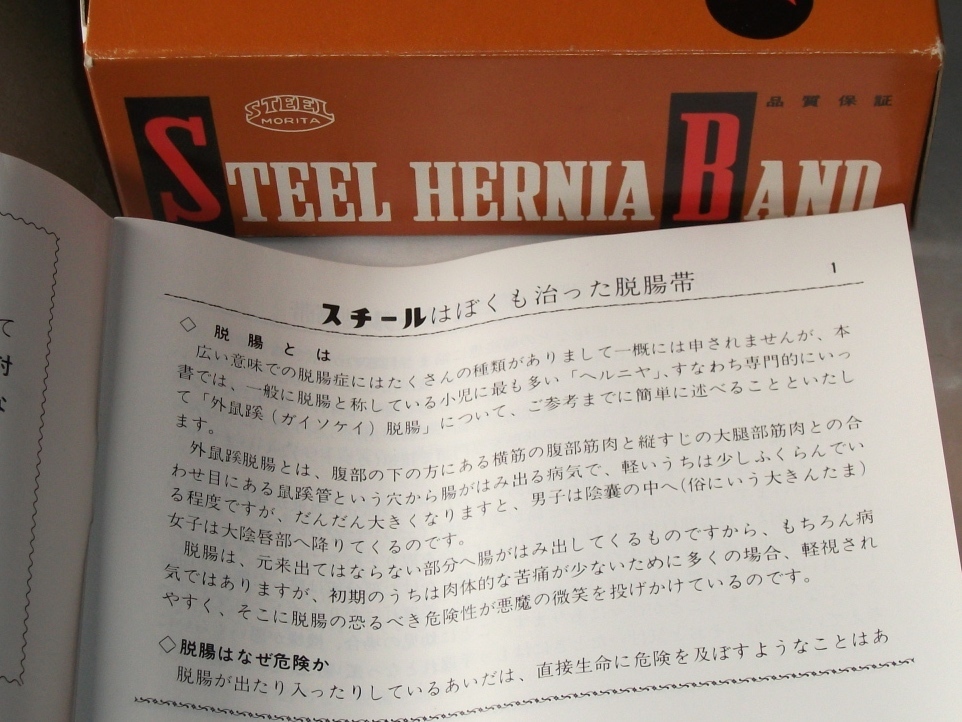 STEEL
MORITA
品質保証
STEEL HERNIA BAND
て
対
な
1
スチールはぼくも治った脱腸帯
◇ 脱腸とは
広い意味での脱腸症にはたくさんの種類がありまして一概には申されませんが、本
書では、一般に脱腸と称している小児に最も多い「ヘルニヤ」、すなわち専門的にいっ
て「外鼠蹊(ガイソケイ)脱腸」について、ご参考までに簡単に述べることといたし
ます。
外鼠蹊脱腸とは、腹部の下の方にある横筋の腹部筋肉と縦すじの大腿部筋肉との合
わせ目にある鼠蹊管という穴から腸がはみ出る病気で、軽いうちは少しふくらんでい
る程度ですが、だんだん大きくなりますと、男子は陰嚢の中へ(俗にいう大きんたま)
女子は大陰唇部へ降りてくるのです。
脱腸は、元来出てはならない部分へ腸がはみ出してくるものですから、もちろん病
気ではありますが、初期のうちは肉体的な苦痛が少ないために多くの場合、軽視され
やすく、そこに脱腸の恐るべき危険性が悪魔の微笑を投げかけているのです。
◇脱腸はなぜ危険か
脱腸が出たり入ったりしているあいだは、直接生命に危険を及ぼすようなことはあ